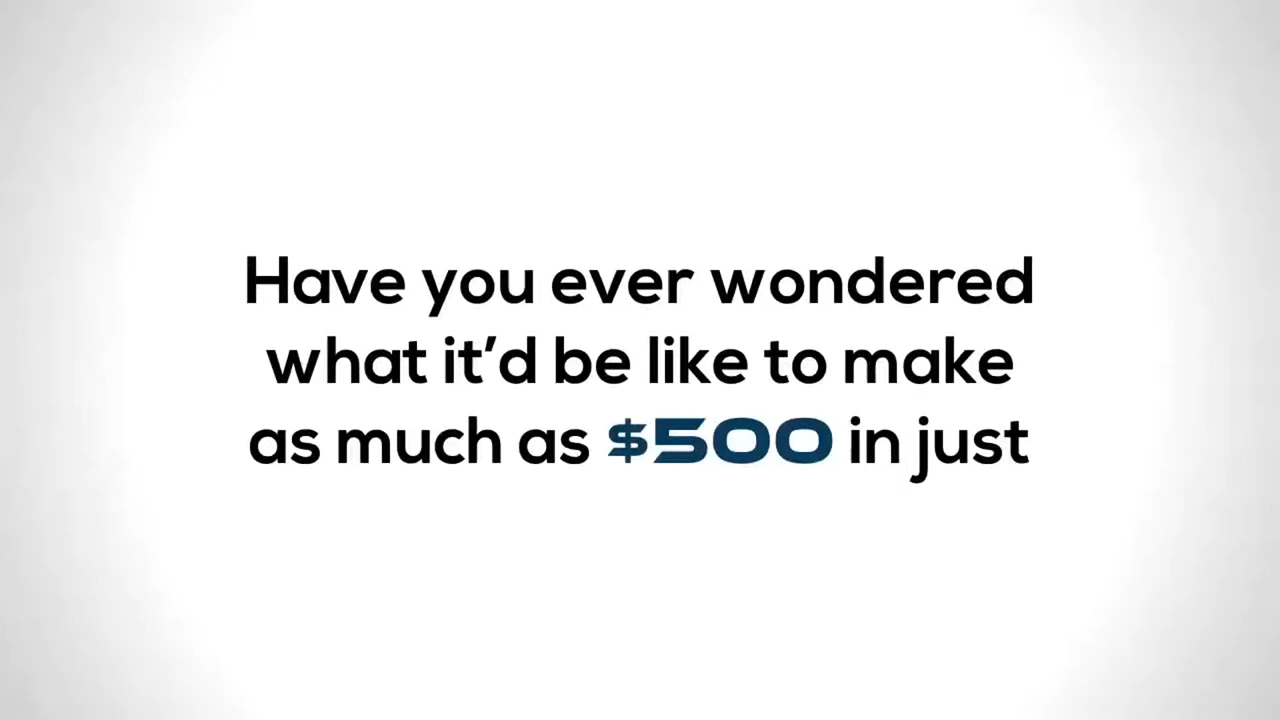 Have you ever wondered
what it’d be like to make
as much as $500 in just